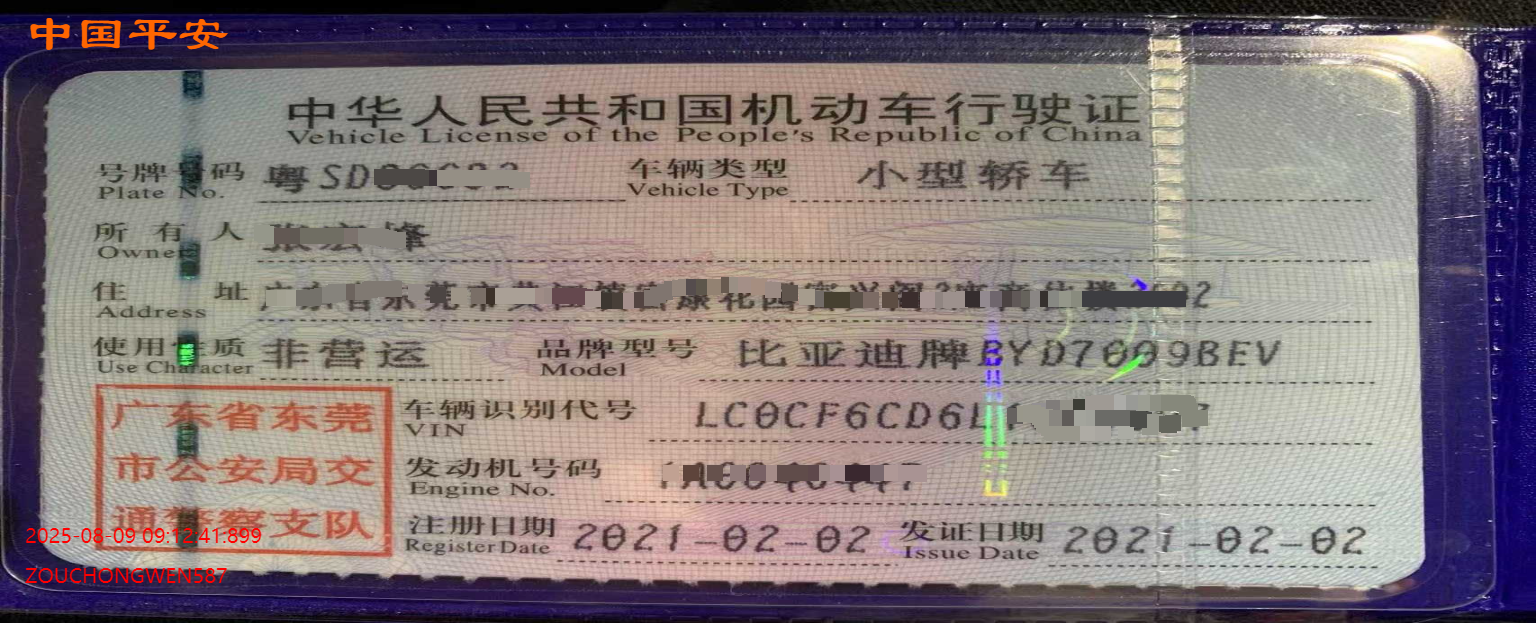 中国平安
中华人民共和国机动车行驶证
Vehicle License of the People's Republic of China
号牌号码 粤SD 车辆类型 小型轿车
Plate No. Vehicle Type
所有人
Owner
住址
Address
使用性质 非营运 品牌型号 比亚迪牌BYD7009BEV
Use Character Model
车辆识别代号 LC0CF6CD6
VIN
发动机号码
Engine No.
注册日期 2021-02-02 发证日期 2021-02-02
Register Date Issue Date
广东省东莞
市公安局交
通警察支队
2025-08-09 09:12:41:899
ZOUCHONGWEN587